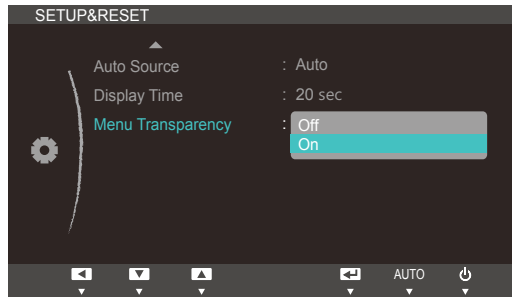 SETUP&RESET
Auto Source : Auto
Display Time : 20 sec
Menu Transparency : Off
On
AUTO